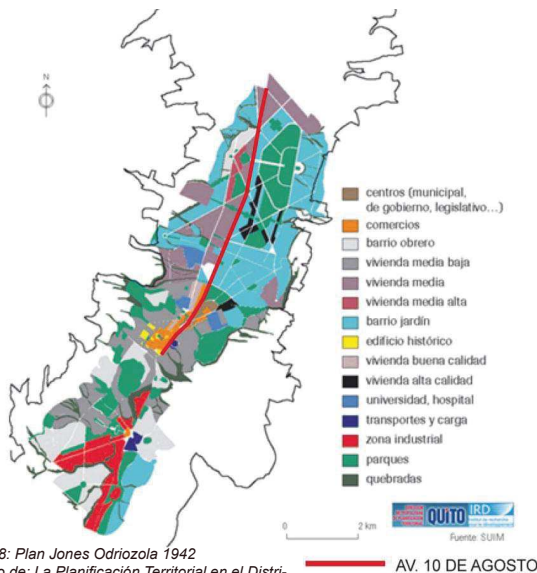 N
centros (municipal,
de gobierno, legislativo...)
comercios
barrio obrero
vivienda media baja
vivienda media
vivienda media alta
barrio jardín
edificio histórico
vivienda buena calidad
vivienda alta calidad
universidad, hospital
transportes y carga
zona industrial
parques
quebradas
QUITO
IRD
0 2 km
Fuente: SUIM
8: Plan Jones Odriozola 1942
o de: La Planificación Territorial en el Distri-
AV. 10 DE AGOSTO